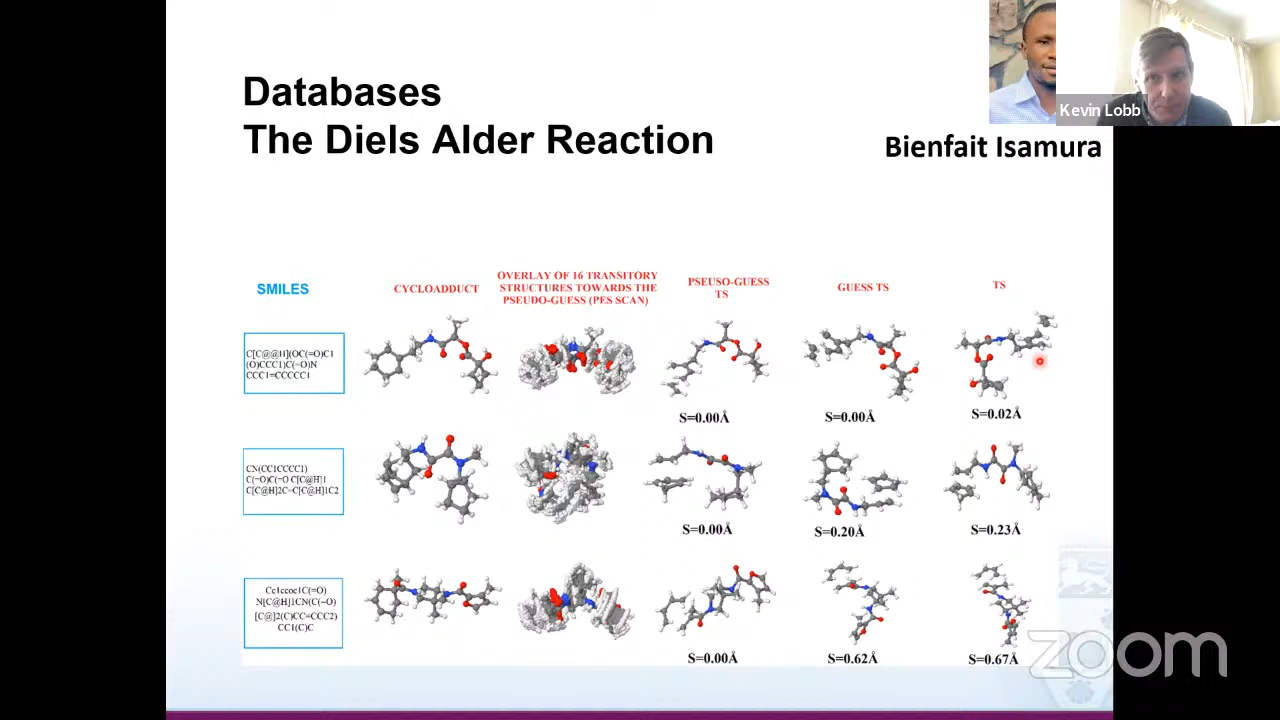 Databases
The Diels Alder Reaction
Kevin Lobb
Bienfait Isamura
SMILES
CYCLOADDUCT
OVERLAY OF 16 TRANSITORY
STRUCTURES TOWARDS THE
PSEUDO-GUESS (PES SCAN)
PSEUSO-GUESS
TS
GUESS TS
TS
C[C@@H](OC(=O)C1
(O)CCC1)C(=O)N
CCC1=CCCCC1
S=0.00Å
S=0.00Å
S=0.02Å
CN(CC1CCCC1)
C(=O)C(=O C[C@H]1
C[C@H]2C=C[C@H]1C2
S=0.00Å
S=0.20Å
S=0.23Å
Cc1ccoc1C(=O)
N[C@H]1CN(C(=O)
[C@]2(C)CC=CCC2)
CC1(C)C
S=0.00Å
S=0.62Å
S=0.67Å
zoom